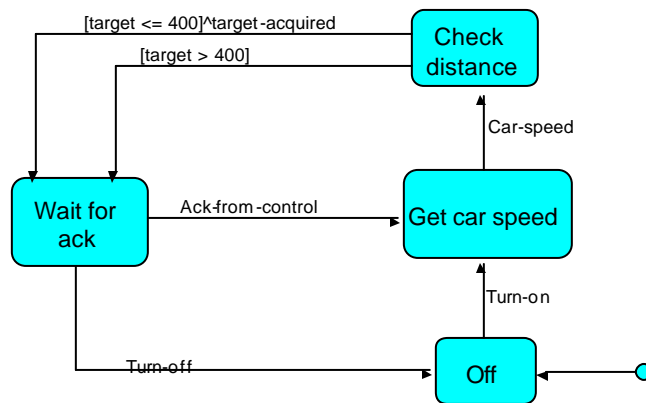 [target <= 400]^target-acquired
Check
distance
[target > 400]
Car-speed
Wait for
ack
Ack-from-control
Get car speed
Turn-on
Turn-off
Off